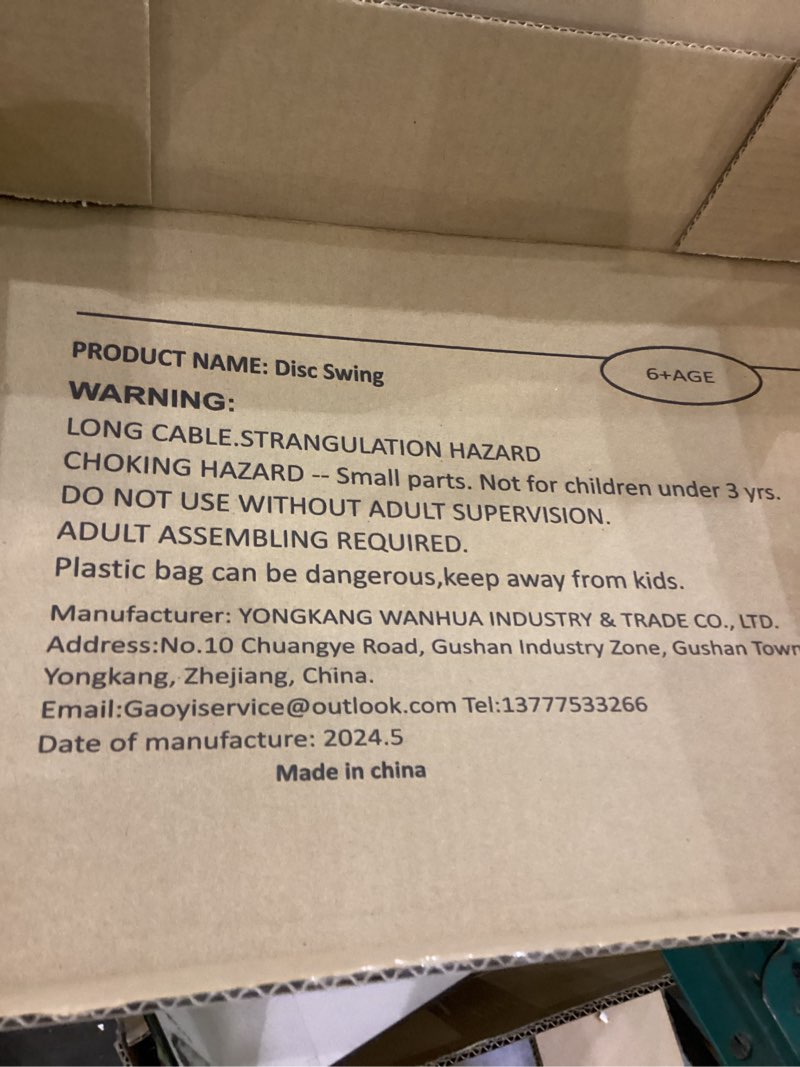 PRODUCT NAME: Disc Swing
6+AGE
WARNING:
LONG CABLE.STRANGULATION HAZARD
CHOKING HAZARD -- Small parts. Not for children under 3 yrs.
DO NOT USE WITHOUT ADULT SUPERVISION.
ADULT ASSEMBLING REQUIRED.
Plastic bag can be dangerous,keep away from kids.
Manufacturer: YONGKANG WANHUA INDUSTRY & TRADE CO., LTD.
Address:No.10 Chuangye Road, Gushan Industry Zone, Gushan Town
Yongkang, Zhejiang, China.
Email:Gaoyiservice@outlook.com Tel:13777533266
Date of manufacture: 2024.5
Made in china